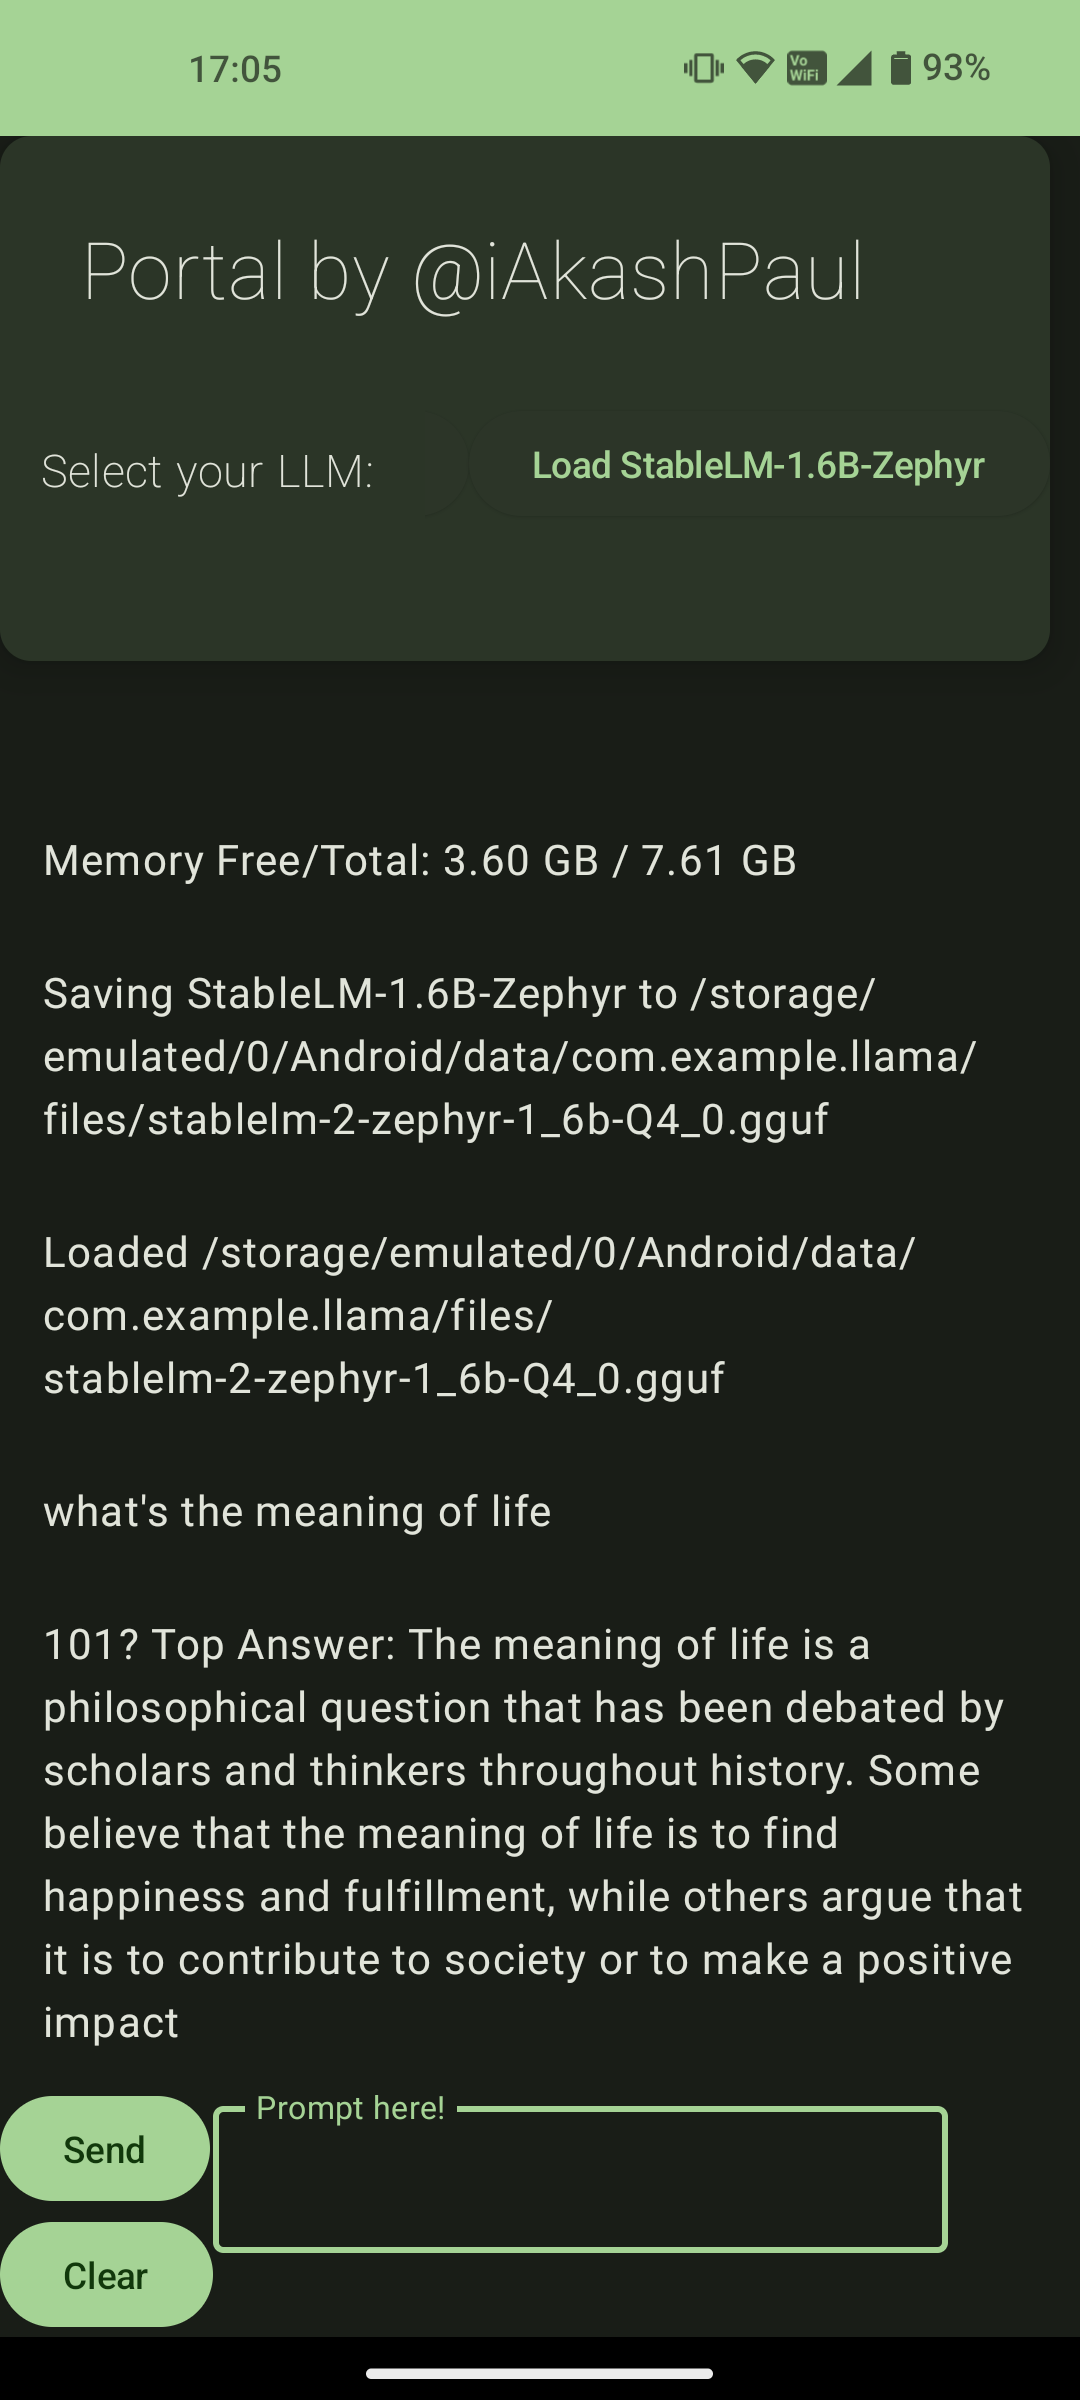 17:05
Vo WiFi
93%
Portal by @iAkashPaul
Select your LLM:
Load StableLM-1.6B-Zephyr
Memory Free/Total: 3.60 GB / 7.61 GB
Saving StableLM-1.6B-Zephyr to /storage/
emulated/0/Android/data/com.example.llama/
files/stablelm-2-zephyr-1_6b-Q4_0.gguf
Loaded /storage/emulated/0/Android/data/
com.example.llama/files/
stablelm-2-zephyr-1_6b-Q4_0.gguf
what's the meaning of life
101? Top Answer: The meaning of life is a
philosophical question that has been debated by
scholars and thinkers throughout history. Some
believe that the meaning of life is to find
happiness and fulfillment, while others argue that
it is to contribute to society or to make a positive
impact
Prompt here!
Send
Clear